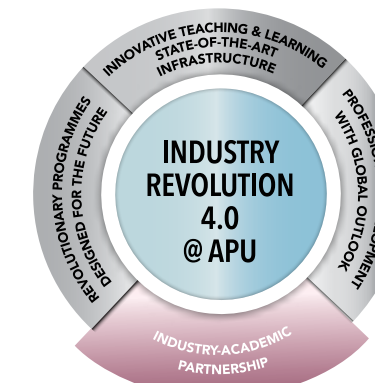 INNOVATIVE TEACHING & LEARNING
STATE-OF-THE-ART
INFRASTRUCTURE
REVOLUTIONARY PROGRAMMES
DESIGNED FOR THE FUTURE
INDUSTRY
REVOLUTION
4.0
@ APU
WITH GLOBAL OUTLOOK
INDUSTRY-ACADEMIC
PARTNERSHIP